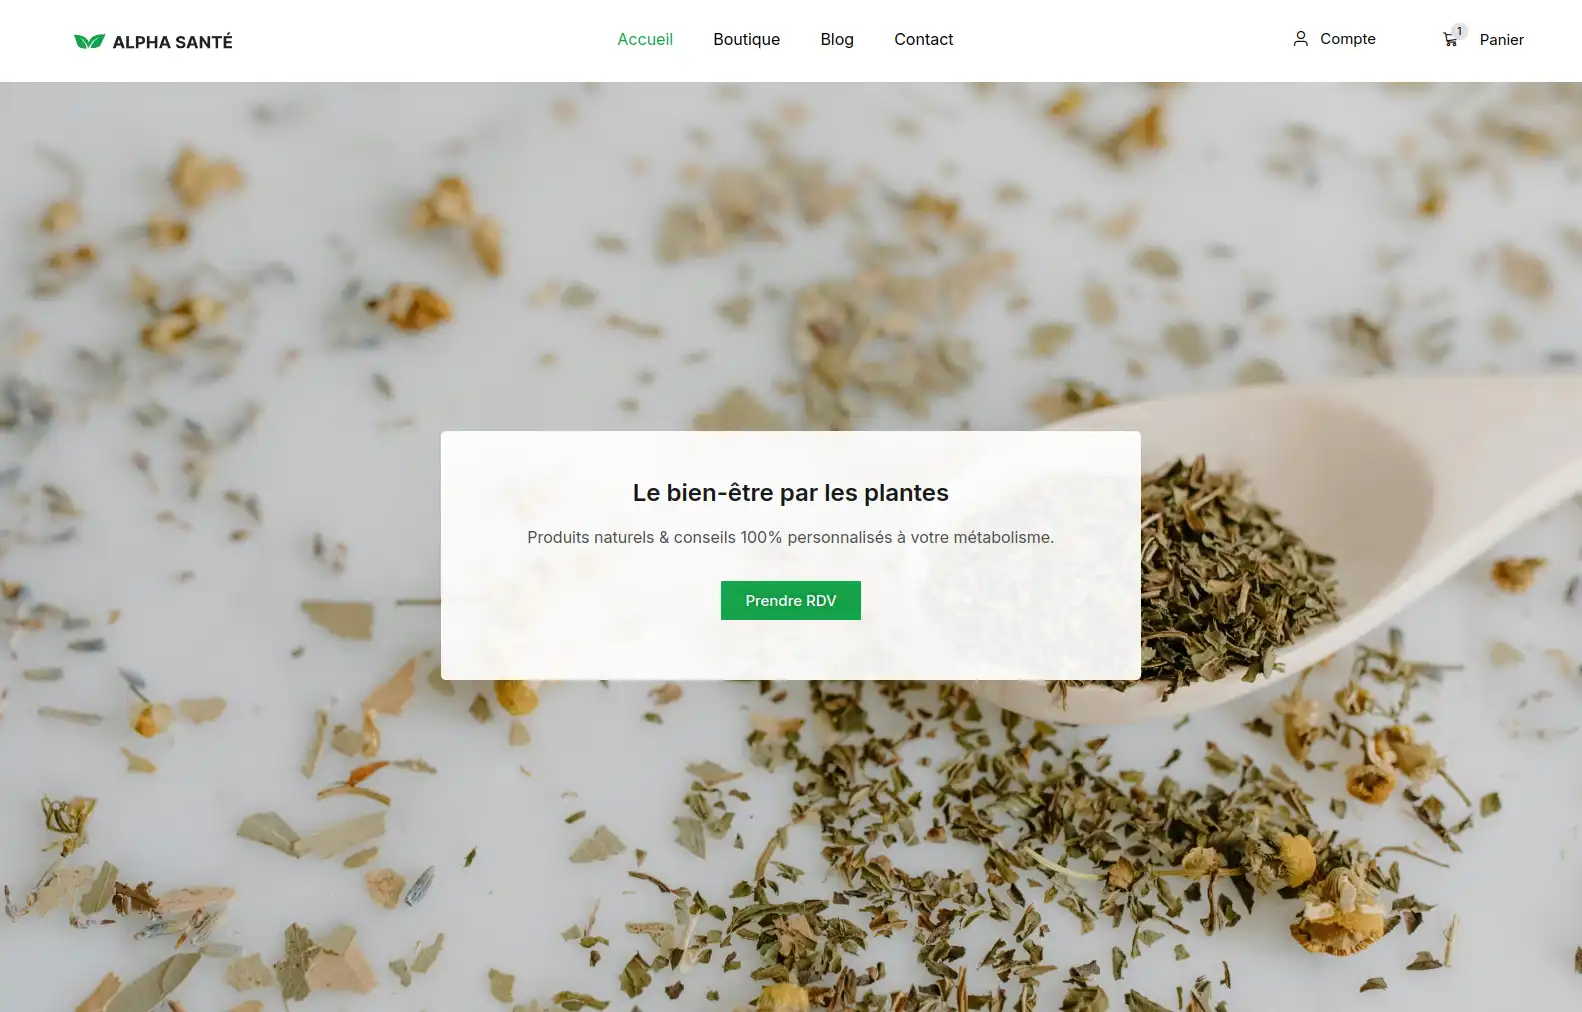 ALPHA SANTÉ
Accueil
Boutique
Blog
Contact
Compte
1
Panier
Le bien-être par les plantes
Produits naturels & conseils 100% personnalisés à votre métabolisme.
Prendre RDV